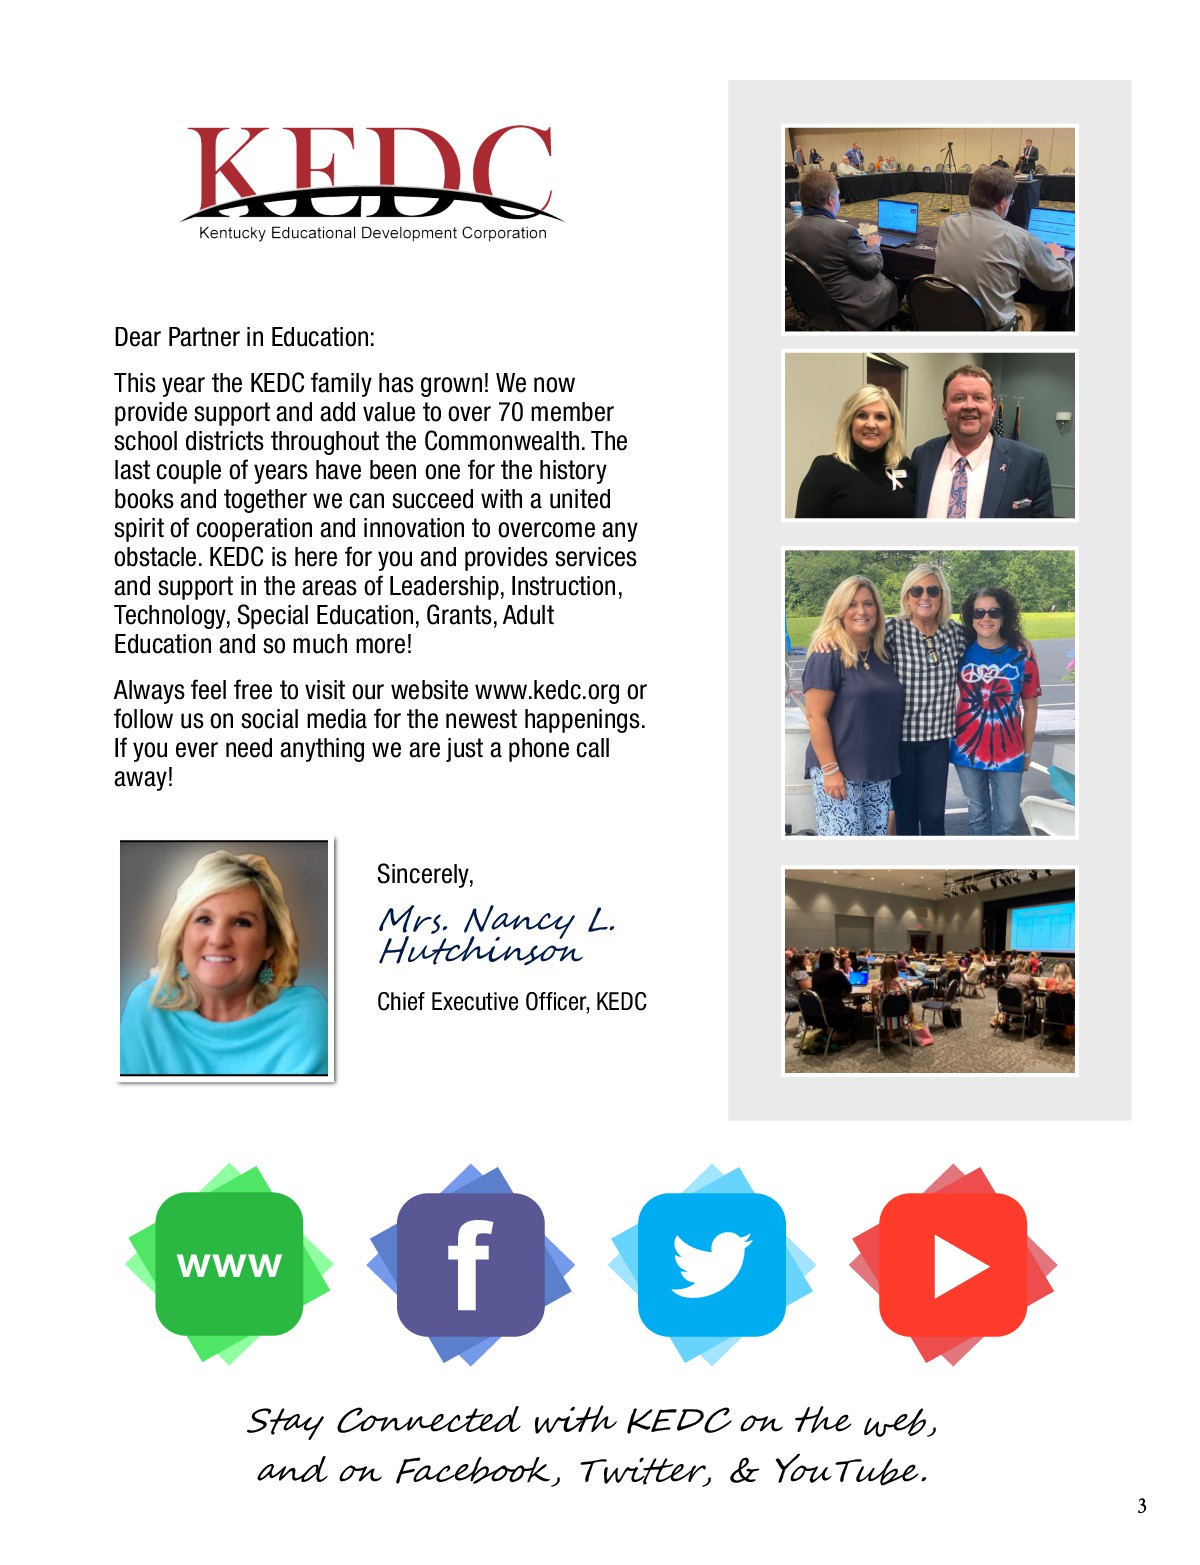 KEDC
Kentucky Educational Development Corporation
Dear Partner in Education:
This year the KEDC family has grown! We now
provide support and add value to over 70 member
school districts throughout the Commonwealth. The
last couple of years have been one for the history
books and together we can succeed with a united
spirit of cooperation and innovation to overcome any
obstacle. KEDC is here for you and provides services
and support in the areas of Leadership, Instruction,
Technology, Special Education, Grants, Adult
Education and so much more!
Always feel free to visit our website www.kedc.org or
follow us on social media for the newest happenings.
If you ever need anything we are just a phone call
away!
Sincerely,
Mrs. Nancy L.
Hutchinson
Chief Executive Officer, KEDC
www
f
Stay Connected with KEDC on the web,
and on Facebook, Twitter, & YouTube.
3